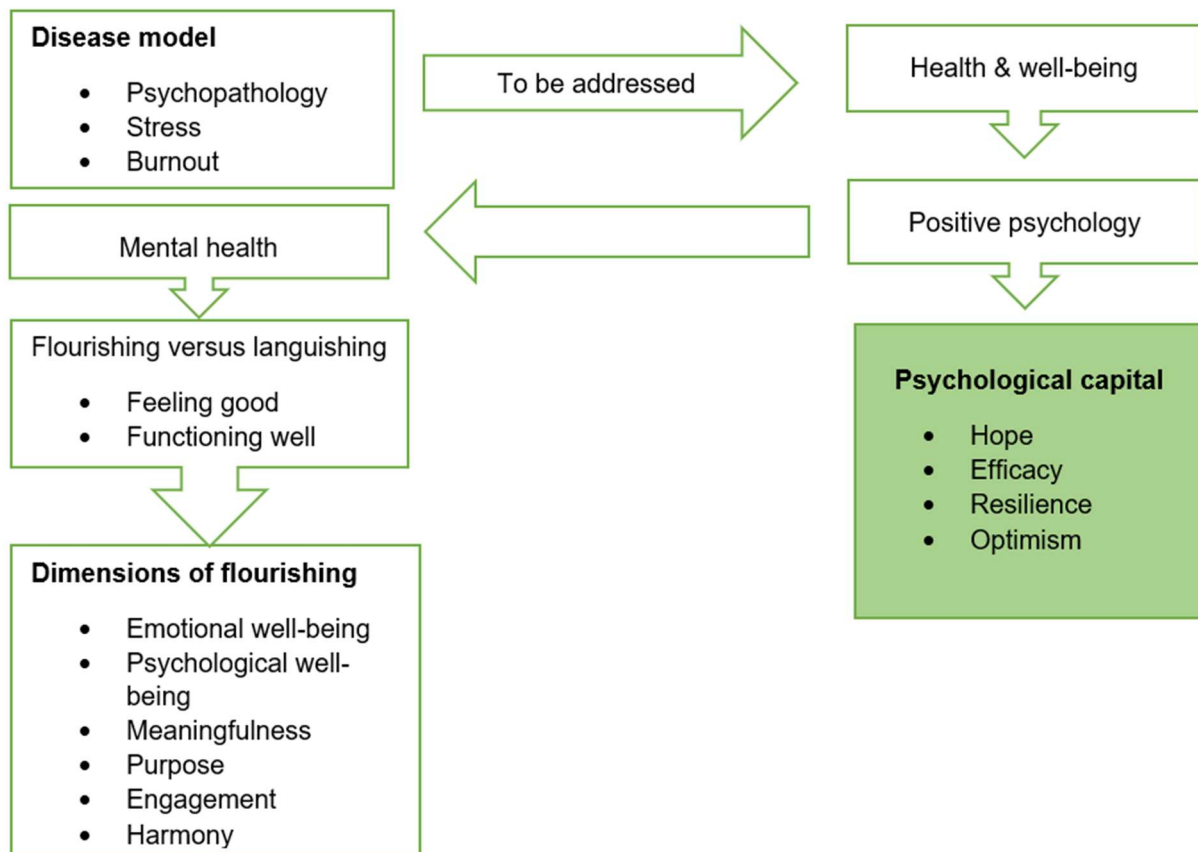 Disease model
• Psychopathology
• Stress
• Burnout
To be addressed
Health & well-being
Mental health
Positive psychology
Flourishing versus languishing
• Feeling good
• Functioning well
Psychological capital
• Hope
• Efficacy
• Resilience
• Optimism
Dimensions of flourishing
• Emotional well-being
• Psychological well-
being
• Meaningfulness
• Purpose
• Engagement
• Harmony